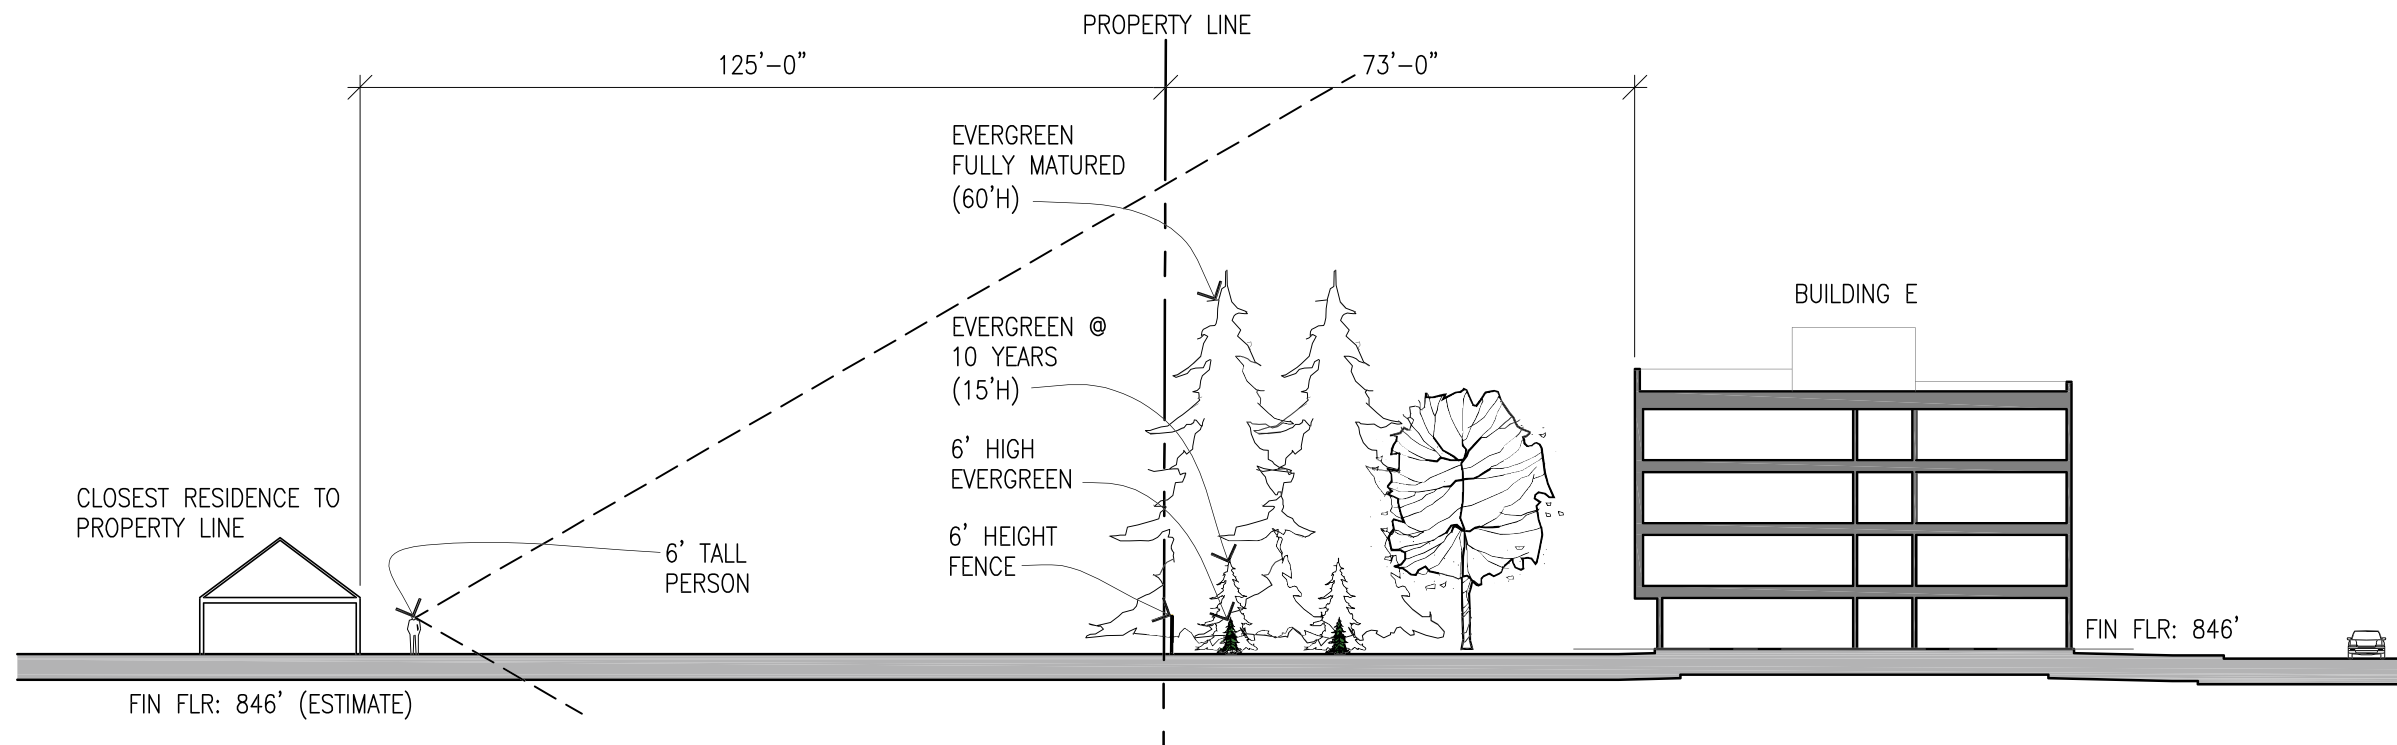 PROPERTY LINE
125'-0"
73'-0"
EVERGREEN
FULLY MATURED
(60'H)
BUILDING E
EVERGREEN @
10 YEARS
(15'H)
6' HIGH
EVERGREEN
CLOSEST RESIDENCE TO
PROPERTY LINE
6' HEIGHT
FENCE
6' TALL
PERSON
FIN FLR: 846'
FIN FLR: 846' (ESTIMATE)